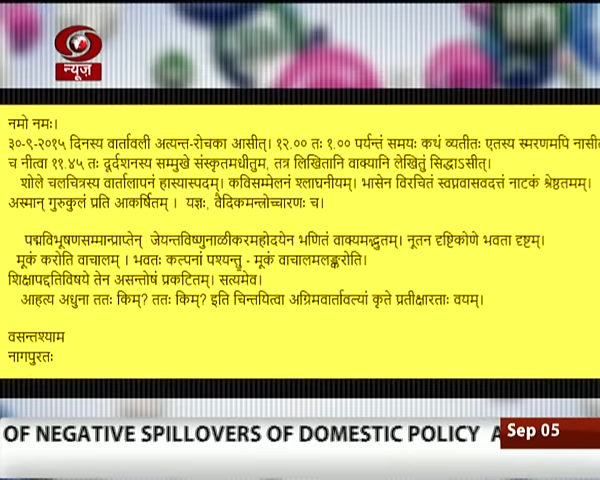 न्यूज़
नमो नमः।
३०-९-२०१५ दिनस्य वार्तावली अत्यन्त-रोचका आसीत्। १२.०० तः १.०० पर्यन्तं समयः कथं व्यतीतः एतस्य स्मरणमपि नासीत
च नीत्वा ११.४५ तः दूर्दशनस्य सम्मुखे संस्कृतमधीतुम, तत्र लिखितानि वाक्यानि लेखितुं सिद्धाऽसीत्।
शोले चलचित्रस्य वार्तालापनं हास्यास्पदम्। कविसम्मेलनं श्लाघनीयम्। भासेन विरचितं स्वप्नवासवदत्तं नाटकं श्रेष्ठतमम्।
अस्मान् गुरुकुलं प्रति आकर्षितम् । यज्ञः, वैदिकमन्त्लोच्चारणः च।
पद्मविभूषणसम्मानप्राप्तेन् जेयन्तविष्णुनाळीकरमहोदयेन भणितं वाक्यमद्भुतम्। नूतन दृष्टिकोणे भवता दृष्टम्।
मूकं करोति वाचालम् । भवतः कल्पनां पश्यन्तु - मूकं वाचालमलङ्करोति।
शिक्षापद्दतिविषये तेन असन्तोषं प्रकटितम्। सत्यमेव।
आहत्य अधुना ततः किम्? ततः किम्? इति चिन्तयित्वा अग्रिमवार्तावल्यां कृते प्रतीक्षारताः वयम्।
वसन्तश्याम
नागपुरतः
OF NEGATIVE SPILLOVERS OF DOMESTIC POLICY A
Sep 05